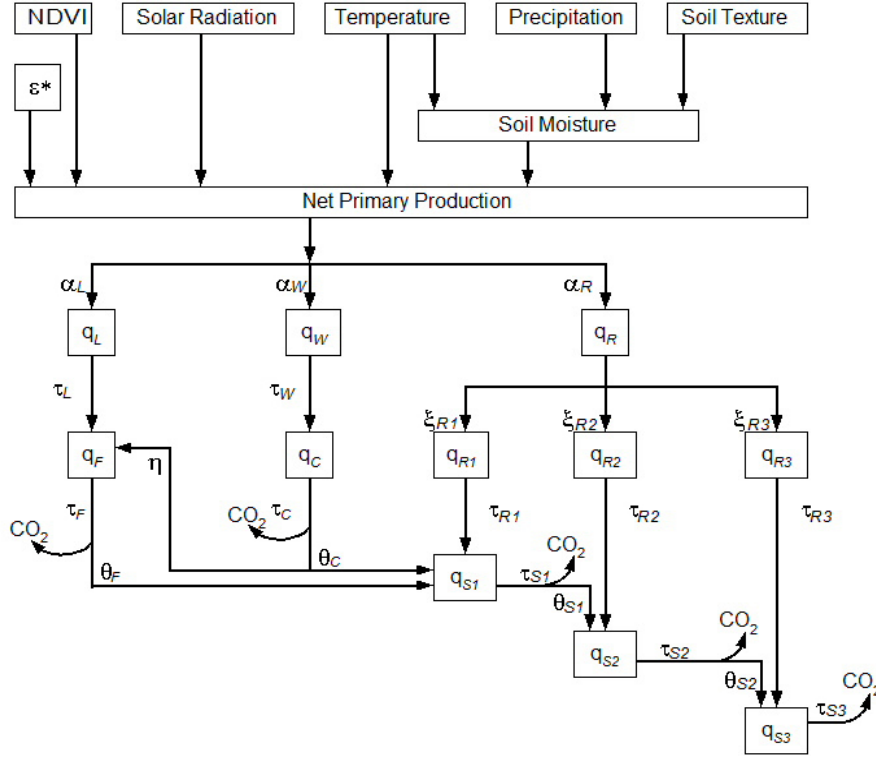 NDVI
Solar Radiation
Temperature
Precipitation
Soil Texture
ε*
Soil Moisture
Net Primary Production
αL
αW
αR
qL
qW
qR
τL
τW
ξR1
ξR2
ξR3
qF
η
qC
qR1
qR2
qR3
τF
CO2
τC
CO2
τR1
τR2
τR3
θF
θC
qS1
τS1
CO2
θS1
qS2
τS2
CO2
θS2
qS3
τS3
CO2